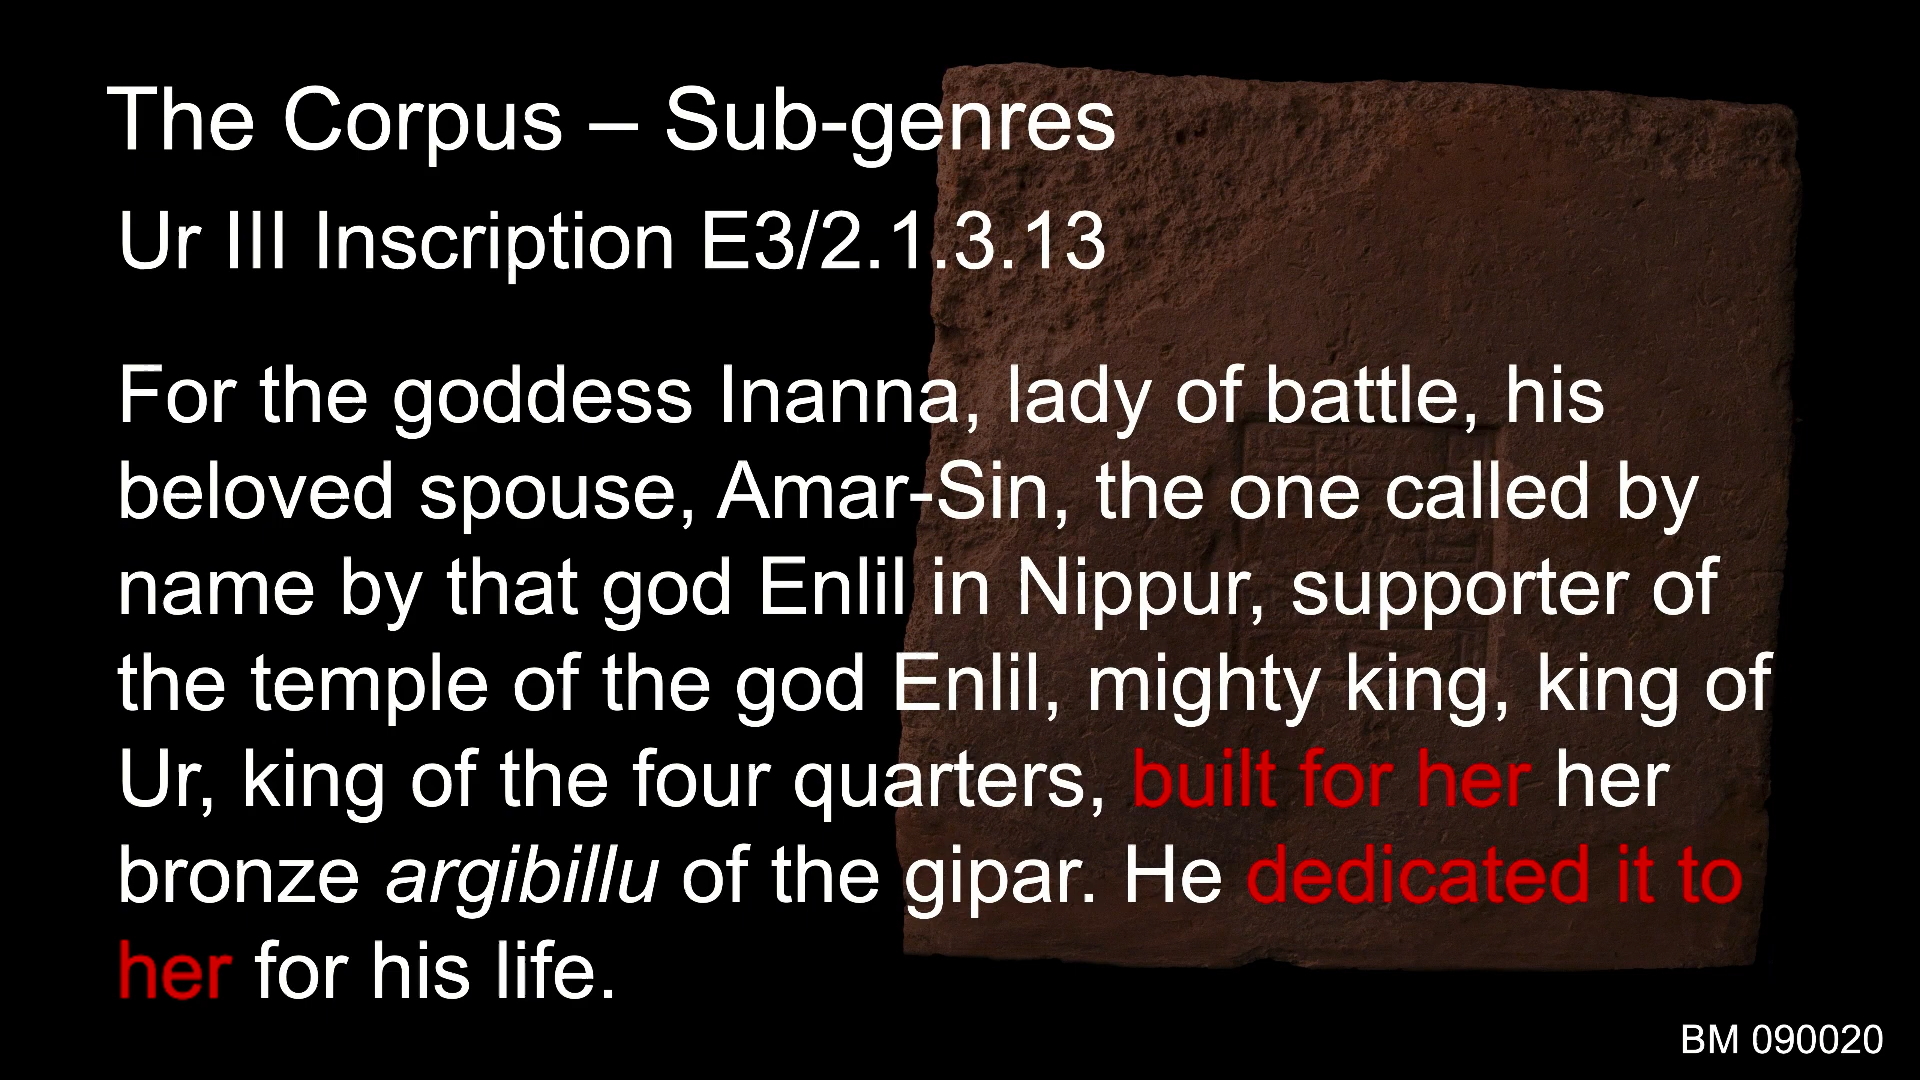 The Corpus – Sub-genres
Ur III Inscription E3/2.1.3.13
For the goddess Inanna, lady of battle, his
beloved spouse, Amar-Sin, the one called by
name by that god Enlil in Nippur, supporter of
the temple of the god Enlil, mighty king, king of
Ur, king of the four quarters, built for her her
bronze argibillu of the gipar. He dedicated it to
her for his life.
BM 090020